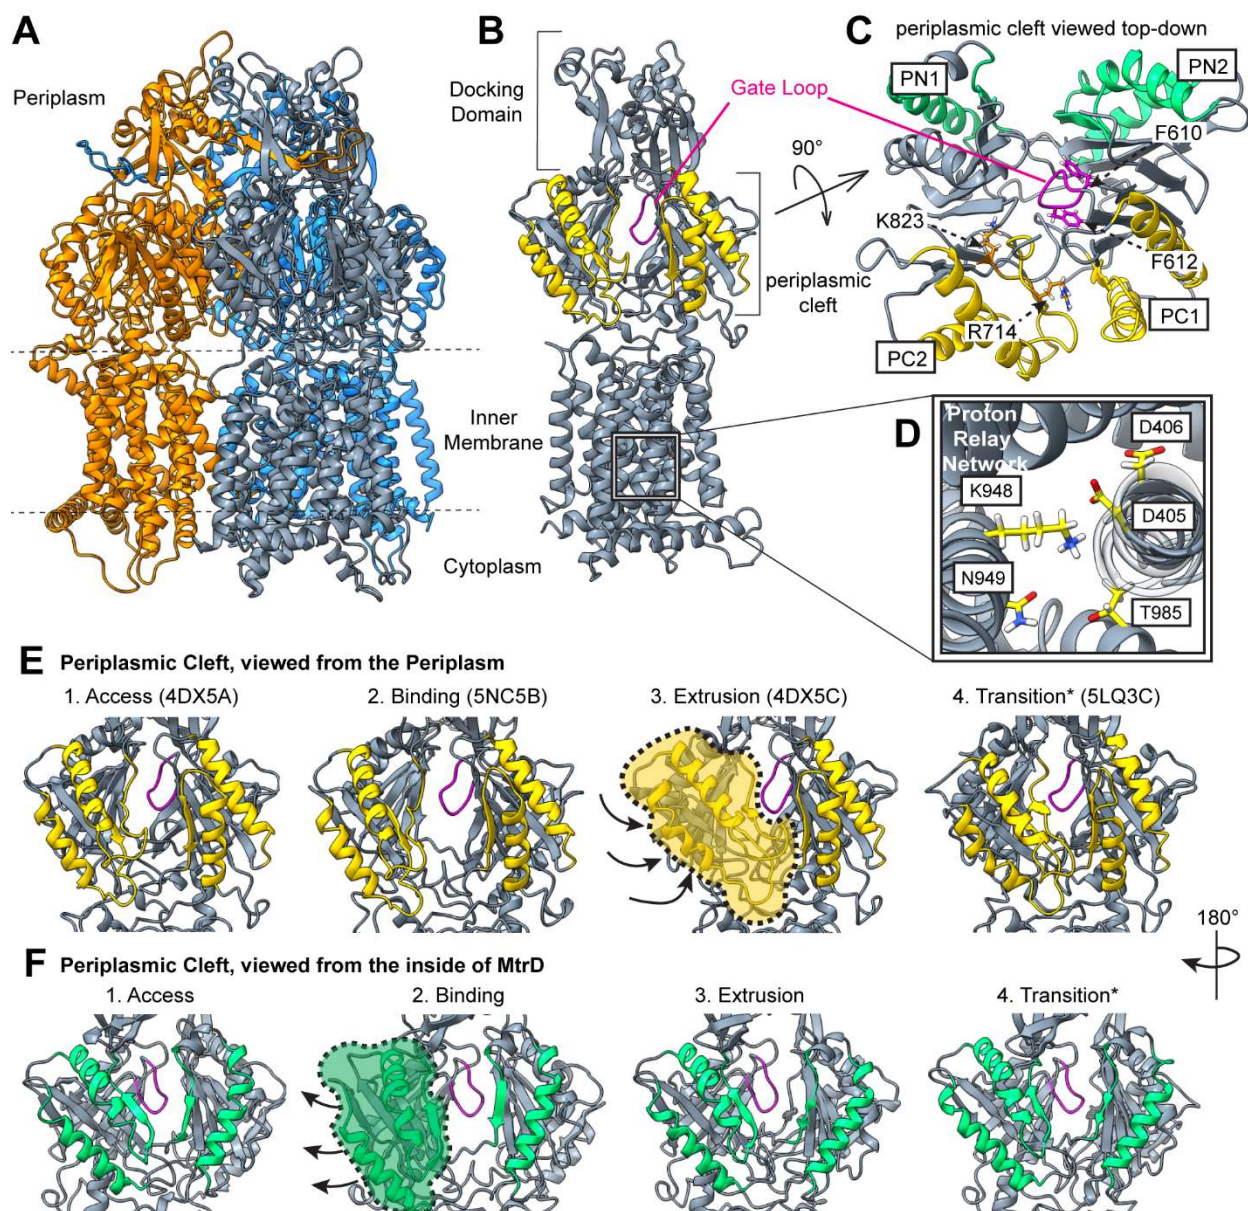 A
Periplasm
B
Docking
Domain
Gate Loop
90°
periplasmic
cleft
Inner
Membrane
Cytoplasm
C
periplasmic cleft viewed top-down
PN1
PN2
F610
K823
F612
R714
PC1
PC2
D
Proton
Relay
Network
D406
K948
D405
N949
T985
E Periplasmic Cleft, viewed from the Periplasm
1. Access (4DX5A)
2. Binding (5NC5B)
3. Extrusion (4DX5C)
4. Transition* (5LQ3C)
180°
F Periplasmic Cleft, viewed from the inside of MtrD
1. Access
2. Binding
3. Extrusion
4. Transition*